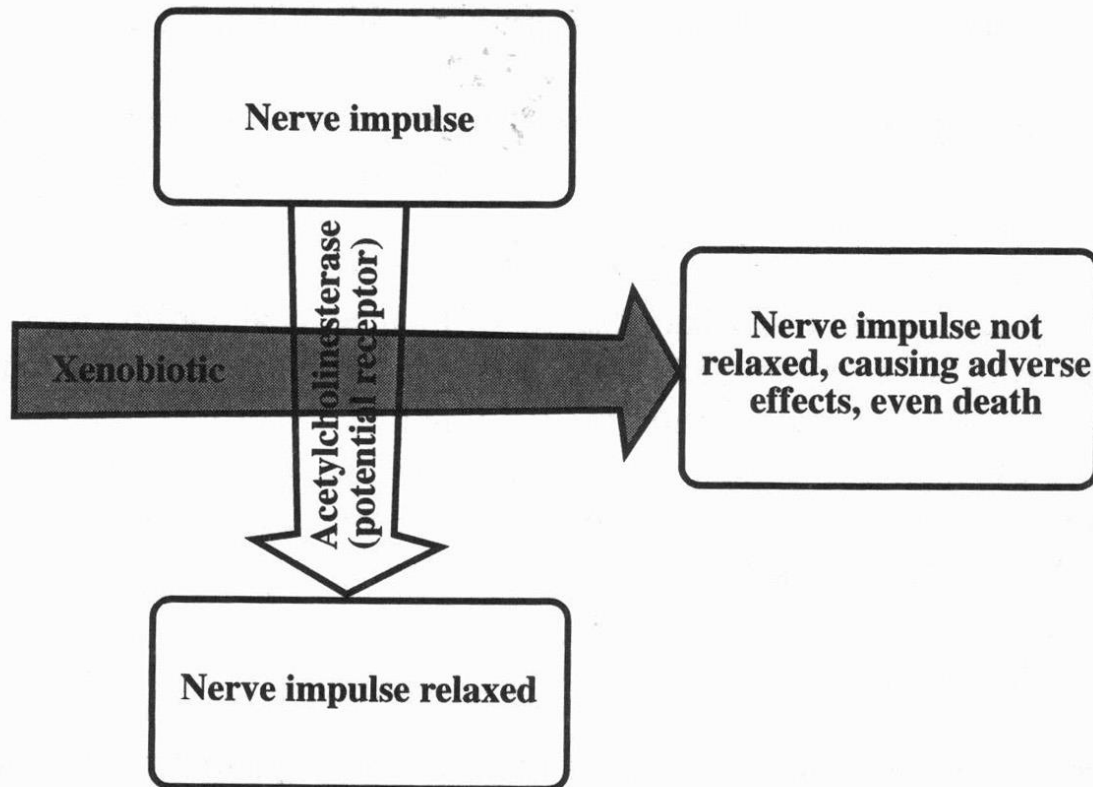 Nerve impulse
Acetylcholinesterase
(potential receptor)
Xenobiotic
Nerve impulse not
relaxed, causing adverse
effects, even death
Nerve impulse relaxed